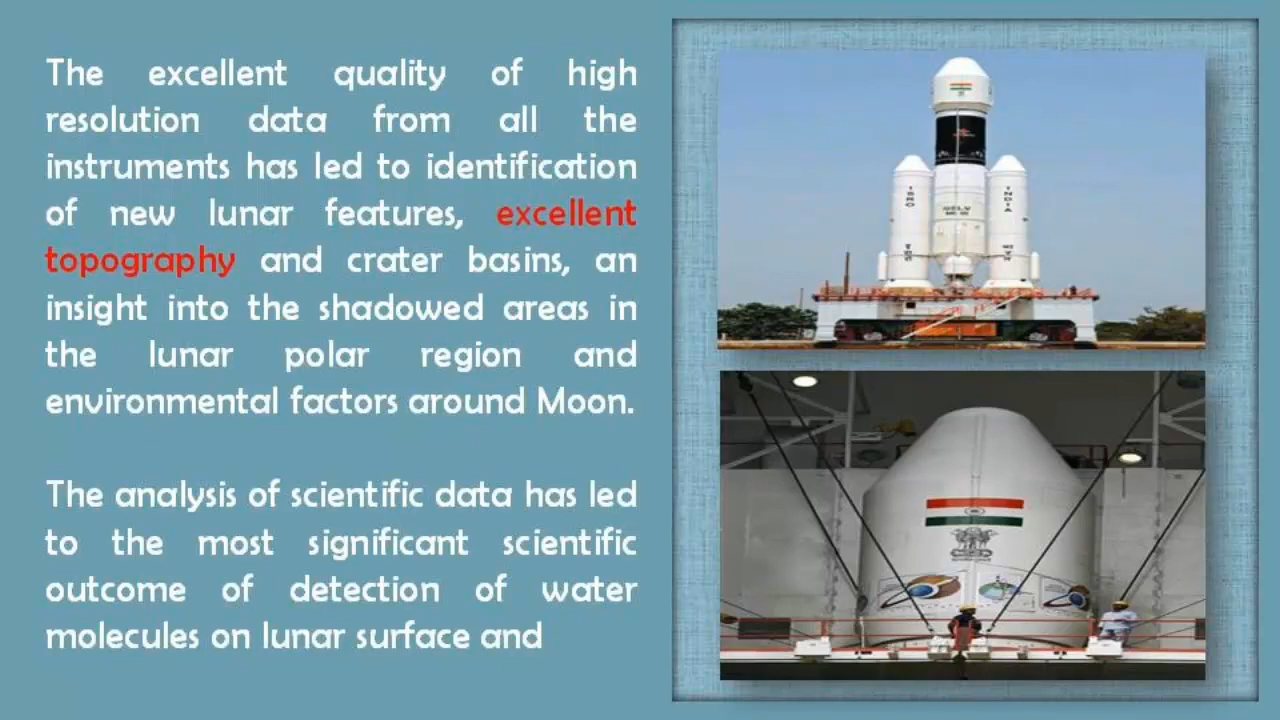 The excellent quality of high
resolution data from all the
instruments has led to identification
of new lunar features, excellent
topography and crater basins, an
insight into the shadowed areas in
the lunar polar region and
environmental factors around Moon.
The analysis of scientific data has led
to the most significant scientific
outcome of detection of water
molecules on lunar surface and
ISRO
INDIA
GSLV